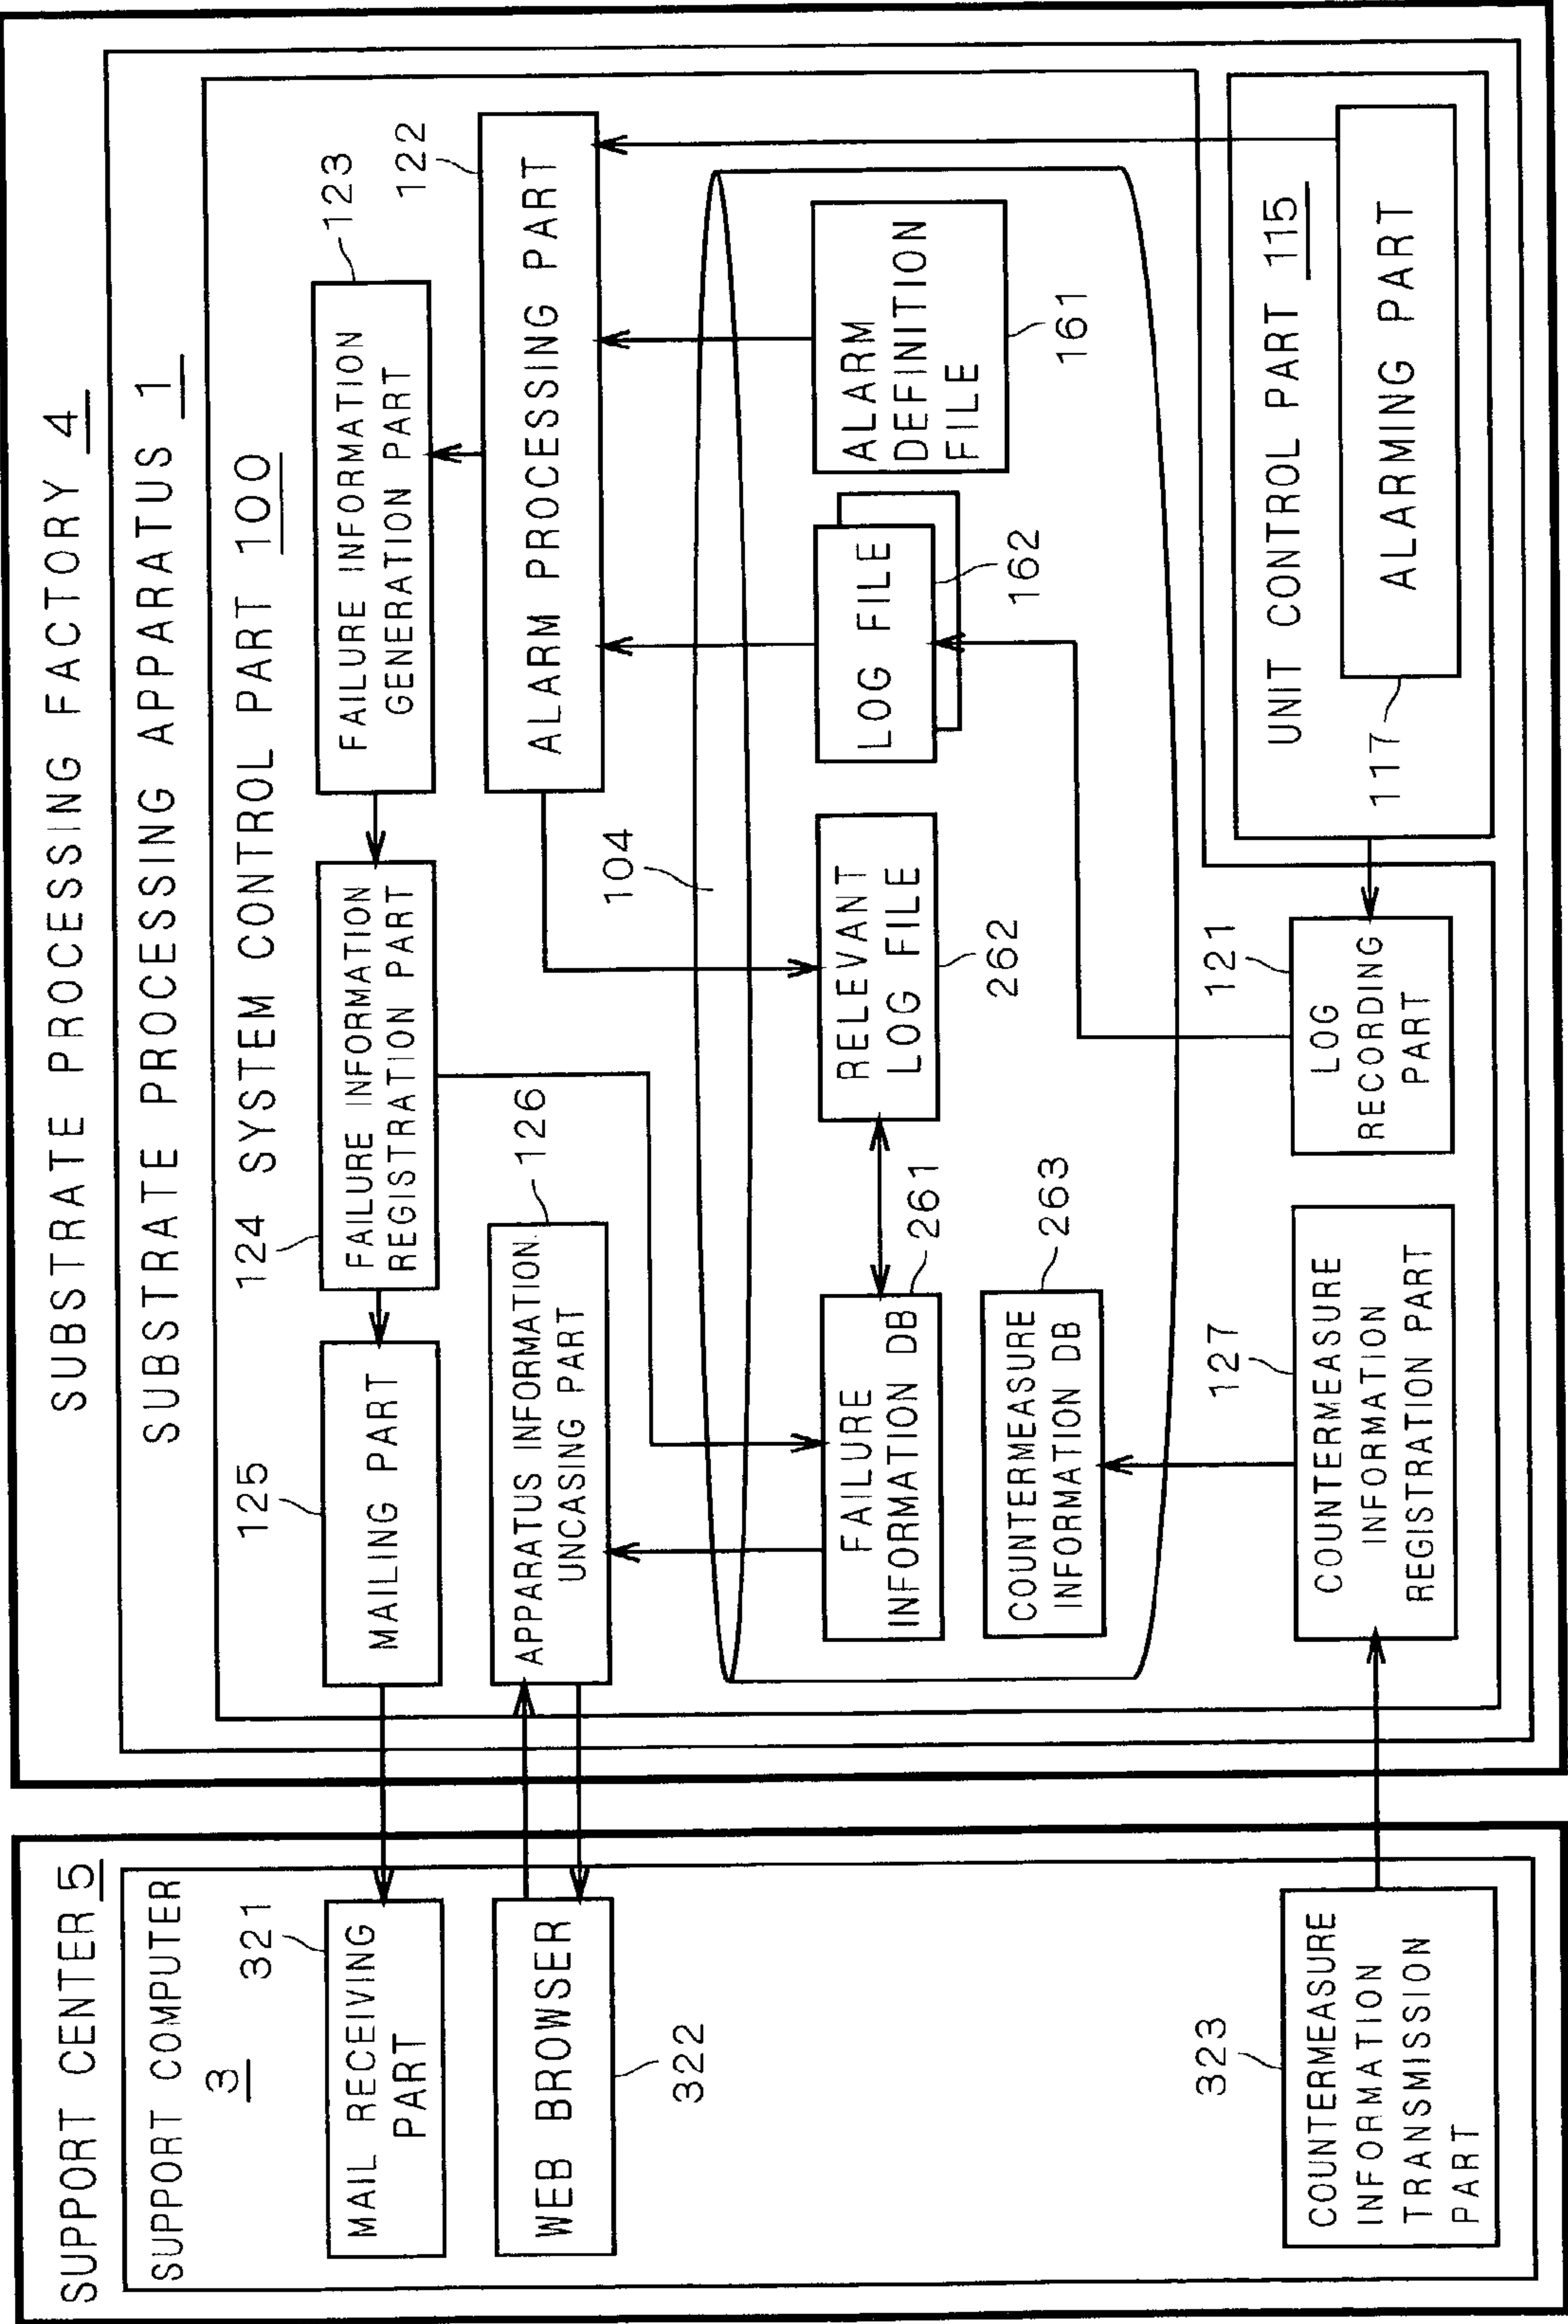 SUPPORT CENTER 5
SUPPORT COMPUTER
3
321
MAIL RECEIVING
PART
WEB BROWSER
322
323
COUNTERMEASURE
INFORMATION
TRANSMISSION
PART
SUBSTRATE PROCESSING FACTORY 4
SUBSTRATE PROCESSING APPARATUS 1
SYSTEM CONTROL PART 100
125
MAILING PART
124
FAILURE INFORMATION
REGISTRATION PART
123
FAILURE INFORMATION
GENERATION PART
126
APPARATUS INFORMATION
UNCASING PART
122
ALARM PROCESSING PART
104
FAILURE
INFORMATION DB
261
RELEVANT
LOG FILE
262
LOG FILE
162
ALARM
DEFINITION
FILE
161
COUNTERMEASURE
INFORMATION DB
263
127
COUNTERMEASURE
INFORMATION
REGISTRATION PART
121
LOG
RECORDING
PART
UNIT CONTROL PART 115
117
ALARMING PART